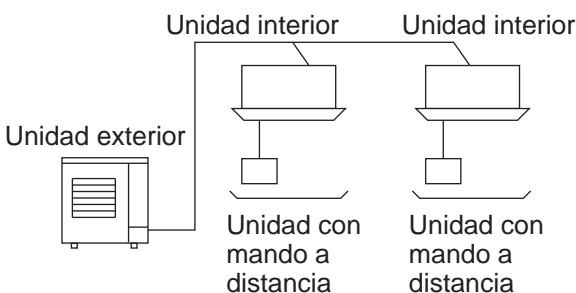 Unidad interior
Unidad interior
Unidad exterior
Unidad con
mando a
distancia
Unidad con
mando a
distancia